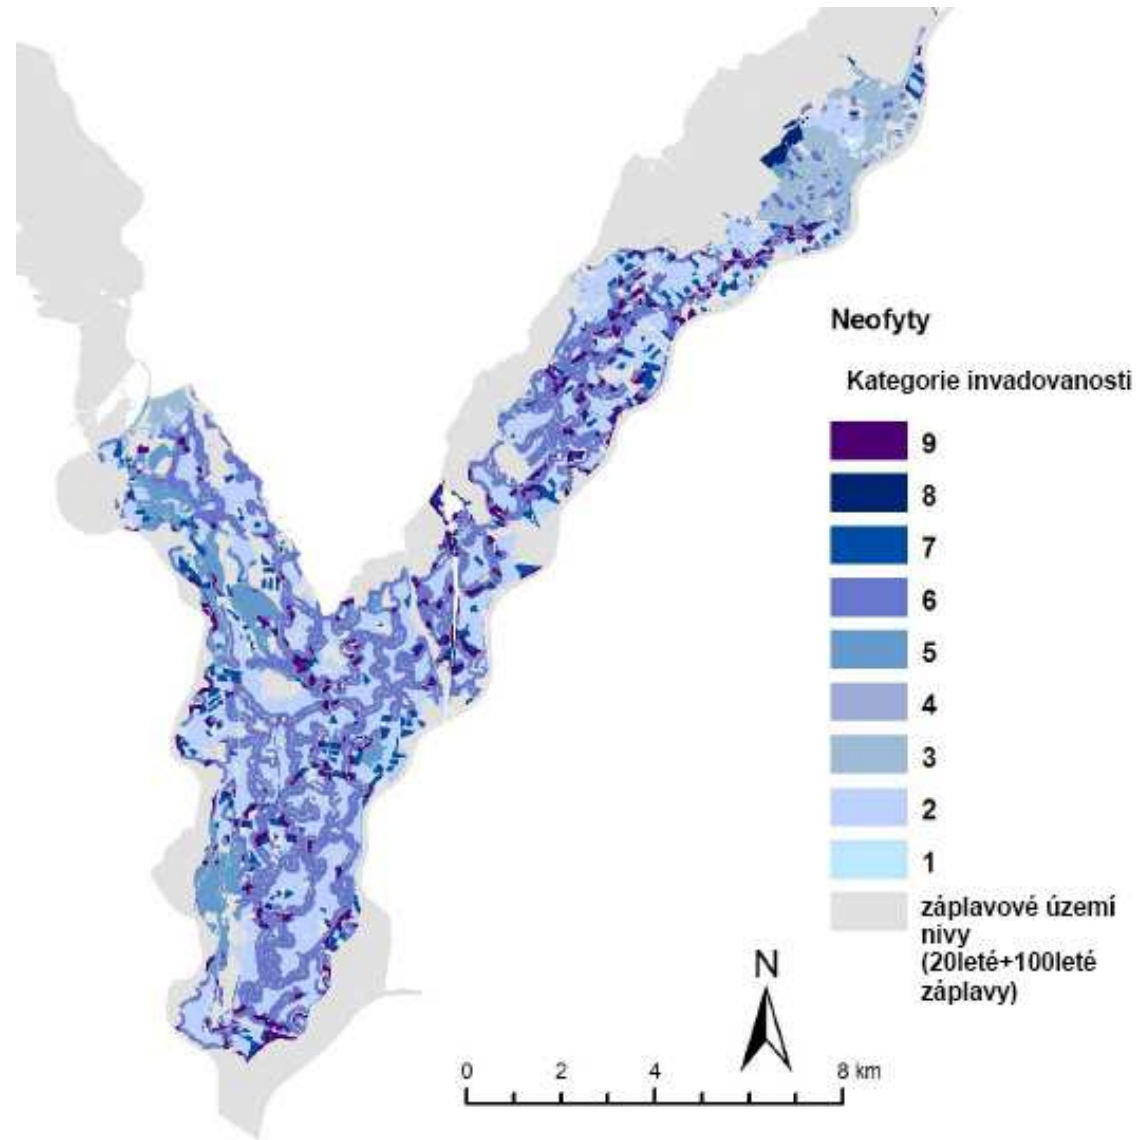 Neofyty
Kategorie invadovanosti
9
8
7
6
5
4
3
2
1
záplavové území
nivy
(20leté+100leté
záplavy)
N
0 2 4 8 km